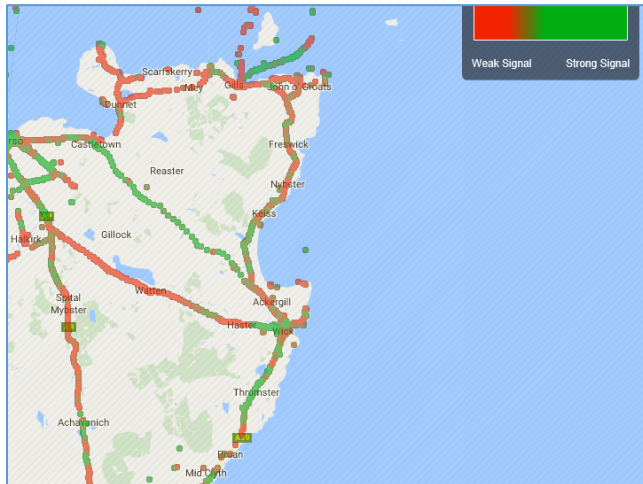 Weak Signal Strong Signal
Scarfskerry
Mey
Gills
John o' Groats
Dunnet
erso
Castletown
Freswick
Reaster
Nybster
Keiss
Halkirk
Gillock
Watten
Ackergill
Spital
Mybster
Haster
Wick
Thrumster
Achavanich
A99
Bruan
Mid Clyth